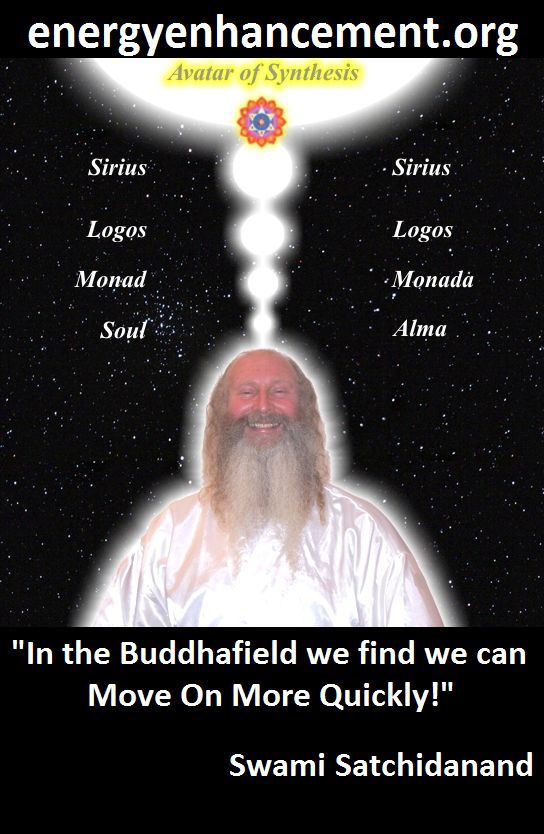 energyenhancement.org
Avatar of Synthesis
Sirius Sirius
Logos Logos
Monad Monada
Soul Alma
"In the Buddhafield we find we can
Move On More Quickly!"
Swami Satchidanand